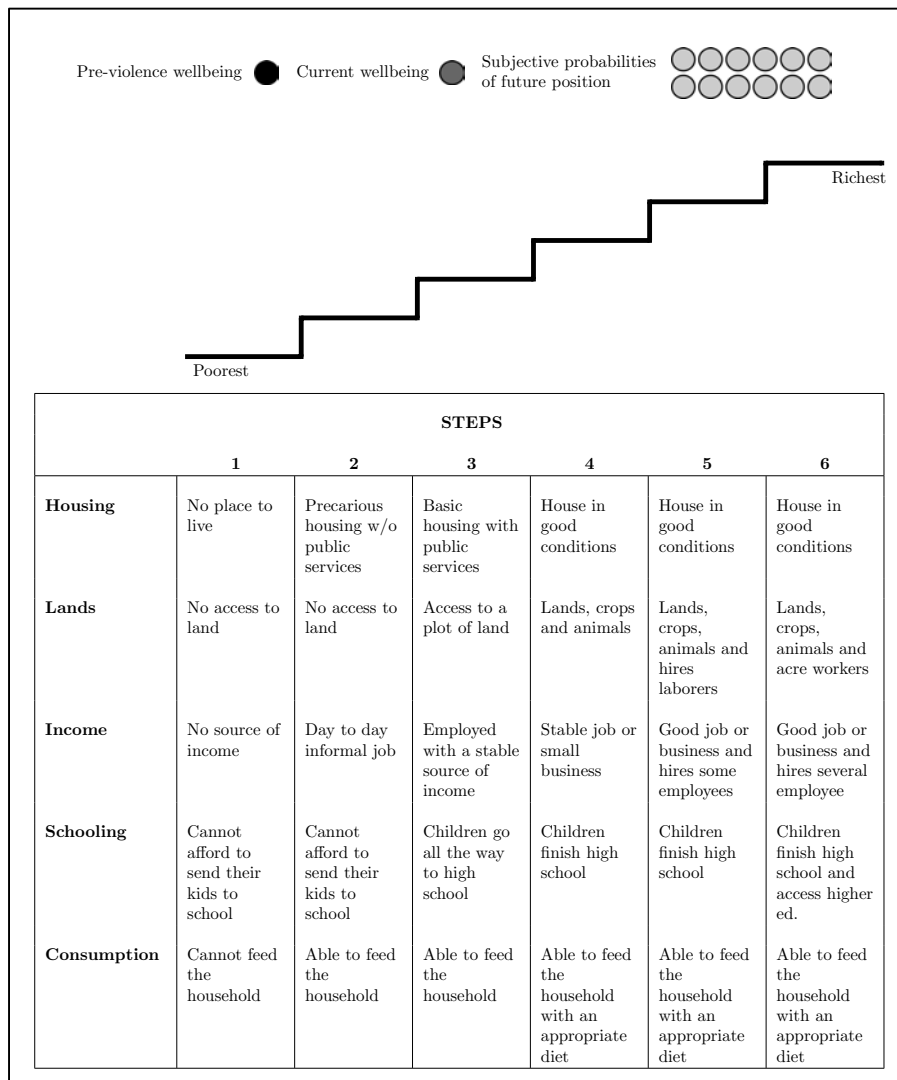 Pre-violence wellbeing
Current wellbeing
Subjective probabilities
of future position
Richest
Poorest
STEPS
1 2 3 4 5 6
Housing
No place to
live
Precarious
housing w/o
public
services
Basic
housing with
public
services
House in
good
conditions
House in
good
conditions
House in
good
conditions
Lands
No access to
land
No access to
land
Access to a
plot of land
Lands, crops
and animals
Lands,
crops,
animals and
hires
laborers
Lands,
crops,
animals and
acre workers
Income
No source of
income
Day to day
informal job
Employed
with a stable
source of
income
Stable job or
small
business
Good job or
business and
hires some
employees
Good job or
business and
hires several
employee
Schooling
Cannot
afford to
send their
kids to
school
Cannot
afford to
send their
kids to
school
Children go
all the way
to high
school
Children
finish high
school
Children
finish high
school
Children
finish high
school and
access higher
ed.
Consumption
Cannot feed
the
household
Able to feed
the
household
Able to feed
the
household
Able to feed
the
household
with an
appropriate
diet
Able to feed
the
household
with an
appropriate
diet
Able to feed
the
household
with an
appropriate
diet